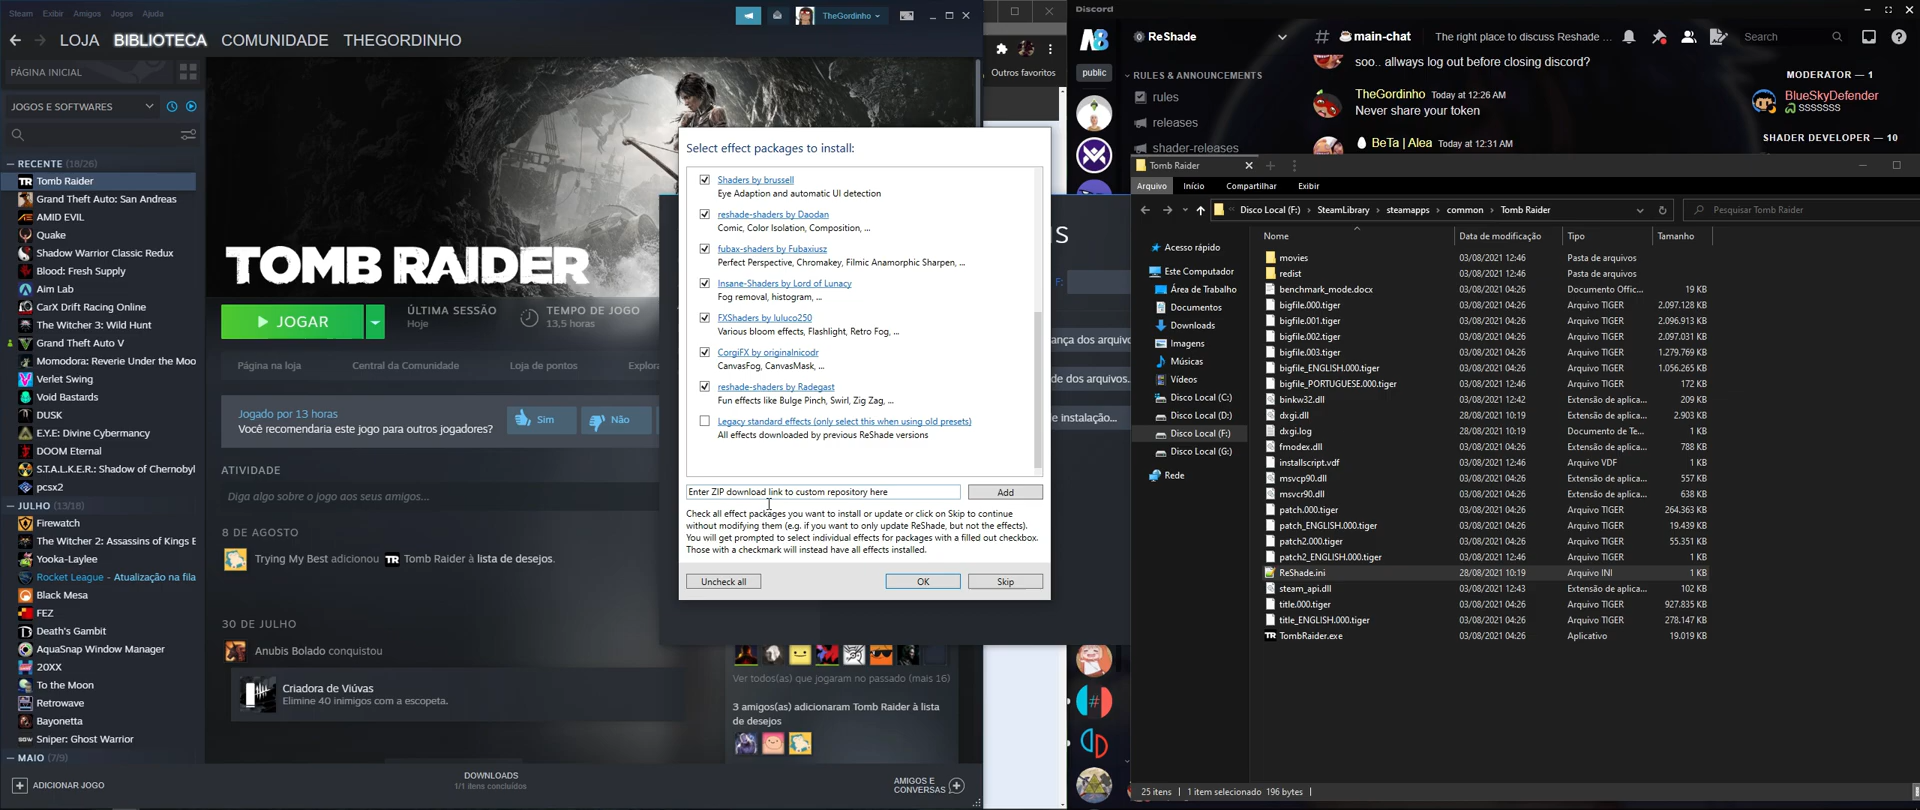 Steam Exibir Amigos Jogos Ajuda
TheGordinho
LOJA BIBLIOTECA COMUNIDADE THEGORDINHO
PÁGINA INICIAL
JOGOS E SOFTWARES
RECENTE (18/26)
Tomb Raider
Grand Theft Auto: San Andreas
AMID EVIL
Quake
Shadow Warrior Classic Redux
Blood: Fresh Supply
Aim Lab
CarX Drift Racing Online
The Witcher 3: Wild Hunt
Grand Theft Auto V
Momodora: Reverie Under the Moo
Verlet Swing
Void Bastards
DUSK
E.Y.E: Divine Cybermancy
DOOM Eternal
S.T.A.L.K.E.R.: Shadow of Chernobyl
pcsx2
JULHO (13/18)
Firewatch
The Witcher 2: Assassins of Kings E
Yooka-Laylee
Rocket League - Atualização na fila
Black Mesa
FEZ
Death's Gambit
AquaSnap Window Manager
20XX
To the Moon
Retrowave
Bayonetta
Sniper: Ghost Warrior
MAIO (7/9)
ADICIONAR JOGO
TOMB RAIDER
JOGAR
ÚLTIMA SESSÃO
Hoje
TEMPO DE JOGO
13,5 horas
Página na loja Central da Comunidade Loja de pontos Explora
Jogado por 13 horas
Você recomendaria este jogo para outros jogadores?
Sim Não
ATIVIDADE
Diga algo sobre o jogo aos seus amigos...
8 DE AGOSTO
Trying My Best adicionou TR Tomb Raider à lista de desejos.
30 DE JULHO
Anubis Bolado conquistou
Criadora de Viúvas
Elimine 40 inimigos com a escopeta.
Ver todos(as) que jogaram no passado (mais 16)
3 amigos(as) adicionaram Tomb Raider à lista
de desejos
DOWNLOADS
1/1 itens concluídos
AMIGOS E
CONVERSAS
Outros favoritos
Select effect packages to install:
Shaders by brussell
Eye Adaption and automatic UI detection
reshade-shaders by Daodan
Comic, Color Isolation, Composition, ...
fubax-shaders by Fubaxiusz
Perfect Perspective, Chromakey, Filmic Anamorphic Sharpen, ...
Insane-Shaders by Lord of Lunacy
Fog removal, histogram, ...
FXShaders by luluco250
Various bloom effects, Flashlight, Retro Fog, ...
CorgiFX by originalnicodr
CanvasFog, CanvasMask, ...
reshade-shaders by Radegast
Fun effects like Bulge Pinch, Swirl, Zig Zag, ...
Legacy standard effects (only select this when using old presets)
All effects downloaded by previous ReShade versions
Enter ZIP download link to custom repository here
Add
Check all effect packages you want to install or update or click on Skip to continue
without modifying them (e.g. if you want to only update ReShade, but not the effects).
You will get prompted to select individual effects for packages with a filled out checkbox.
Those with a checkmark will instead have all effects installed.
Uncheck all OK Skip
us
F:
ança dos arquivo
de dos arquivos.
e instalação...
Discord
public
ReShade
RULES & ANNOUNCEMENTS
rules
releases
shader-releases
# main-chat The right place to discuss Reshade ... Search
soo.. allways log out before closing discord?
TheGordinho Today at 12:26 AM
Never share your token
BeTa | Alea Today at 12:31 AM
MODERATOR — 1
BlueSkyDefender
sssssss
SHADER DEVELOPER — 10
Tomb Raider
Arquivo Início Compartilhar Exibir
Disco Local (F:) SteamLibrary steamapps common Tomb Raider
Pesquisar Tomb Raider
Acesso rápido
Este Computador
Área de Trabalho
Documentos
Downloads
Imagens
Músicas
Vídeos
Disco Local (C:)
Disco Local (D:)
Disco Local (F:)
Disco Local (G:)
Rede
Nome Data de modificação Tipo Tamanho
movies 03/08/2021 12:46 Pasta de arquivos
redist 03/08/2021 12:46 Pasta de arquivos
benchmark_mode.docx 03/08/2021 04:26 Documento Offic... 19 KB
bigfile.000.tiger 03/08/2021 04:26 Arquivo TIGER 2.097.128 KB
bigfile.001.tiger 03/08/2021 04:26 Arquivo TIGER 2.096.913 KB
bigfile.002.tiger 03/08/2021 04:26 Arquivo TIGER 2.097.031 KB
bigfile.003.tiger 03/08/2021 04:26 Arquivo TIGER 1.279.769 KB
bigfile_ENGLISH.000.tiger 03/08/2021 04:26 Arquivo TIGER 1.056.265 KB
bigfile_PORTUGUESE.000.tiger 03/08/2021 12:46 Arquivo TIGER 172 KB
binkw32.dll 03/08/2021 12:42 Extensão de aplica... 209 KB
dxgi.dll 28/08/2021 10:19 Extensão de aplica... 2.903 KB
dxgi.log 28/08/2021 10:19 Documento de Te... 1 KB
fmodex.dll 03/08/2021 04:26 Extensão de aplica... 788 KB
installscript.vdf 03/08/2021 12:46 Arquivo VDF 1 KB
msvcp90.dll 03/08/2021 04:26 Extensão de aplica... 557 KB
msvcr90.dll 03/08/2021 04:26 Extensão de aplica... 638 KB
patch.000.tiger 03/08/2021 04:26 Arquivo TIGER 264.363 KB
patch_ENGLISH.000.tiger 03/08/2021 04:26 Arquivo TIGER 19.439 KB
patch2.000.tiger 03/08/2021 04:26 Arquivo TIGER 55.351 KB
patch2_ENGLISH.000.tiger 03/08/2021 12:46 Arquivo TIGER 1 KB
ReShade.ini 28/08/2021 10:19 Arquivo INI 1 KB
steam_api.dll 03/08/2021 12:43 Extensão de aplica... 102 KB
title.000.tiger 03/08/2021 04:26 Arquivo TIGER 927.835 KB
title_ENGLISH.000.tiger 03/08/2021 04:26 Arquivo TIGER 278.147 KB
TombRaider.exe 03/08/2021 04:26 Aplicativo 19.019 KB
25 itens 1 item selecionado 196 bytes